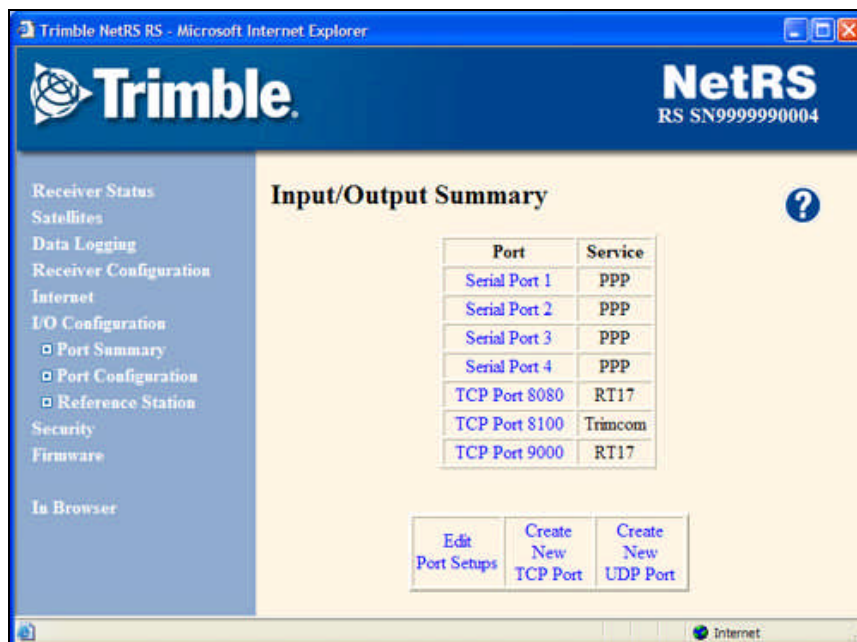 Trimble NetRS RS - Microsoft Internet Explorer
Trimble.
NetRS
RS SN9999990004
Receiver Status
Satellites
Data Logging
Receiver Configuration
Internet
I/O Configuration
Port Summary
Port Configuration
Reference Station
Security
Firmware
In Browser
Input/Output Summary
?
Port Service
Serial Port 1 PPP
Serial Port 2 PPP
Serial Port 3 PPP
Serial Port 4 PPP
TCP Port 8080 RT17
TCP Port 8100 Trimcom
TCP Port 9000 RT17
Edit
Port Setups
Create
New
TCP Port
Create
New
UDP Port
Internet